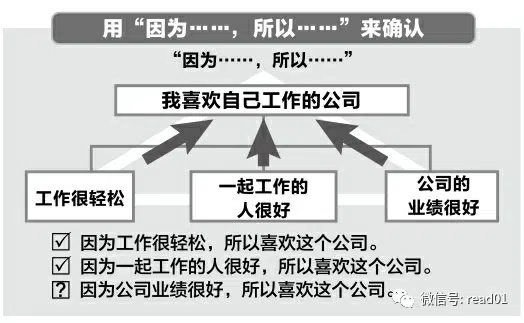 用“因为……，所以……”来确认
“因为……，所以……”
我喜欢自己工作的公司
工作很轻松
一起工作的
人很好
公司的
业绩很好
☑ 因为工作很轻松，所以喜欢这个公司。
☑ 因为一起工作的人很好，所以喜欢这个公司。
? 因为公司业绩很好，所以喜欢这个公司。
微信号: read01